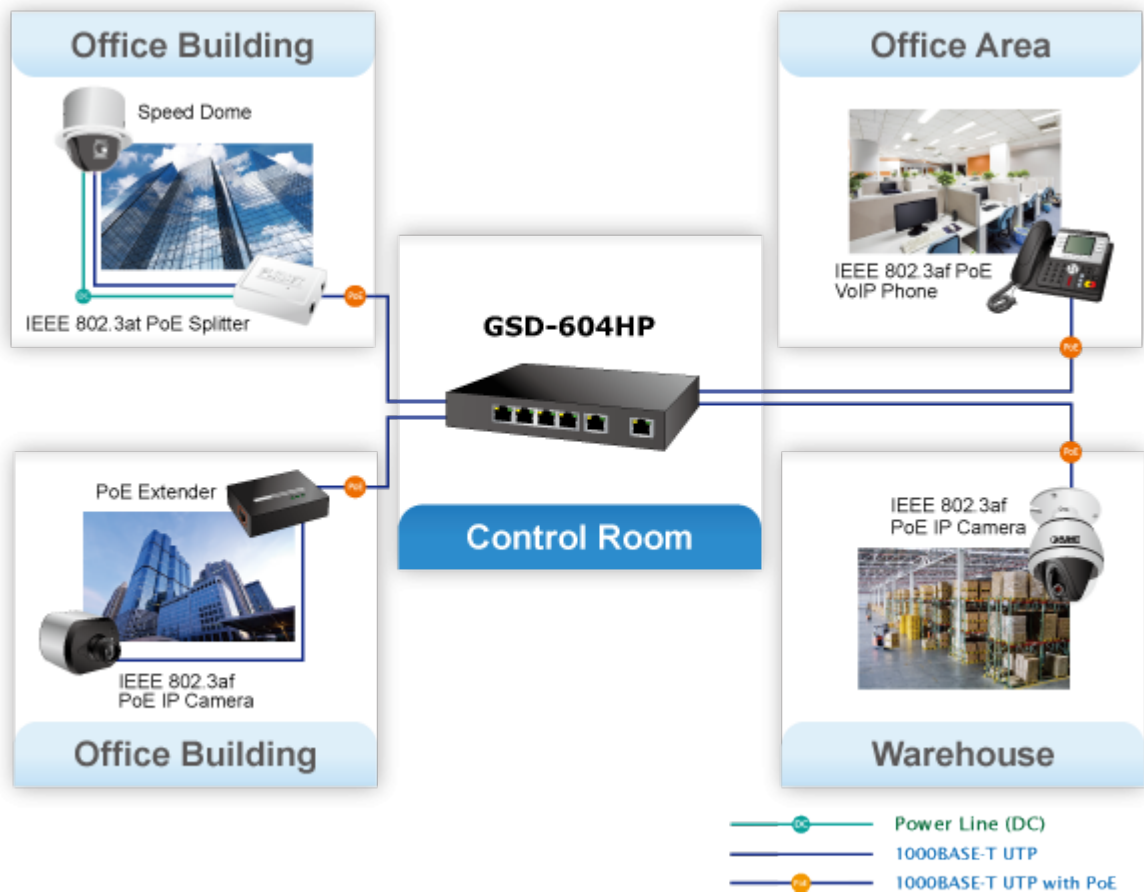 Office Building
Speed Dome
DC
PoE
IEEE 802.3at PoE Splitter
Office Area
IEEE 802.3af PoE
VoIP Phone
PoE
GSD-604HP
Control Room
PoE Extender
PoE
IEEE 802.3af
PoE IP Camera
Office Building
PoE
IEEE 802.3af
PoE IP Camera
Warehouse
DC
Power Line (DC)
1000BASE-T UTP
PoE
1000BASE-T UTP with PoE